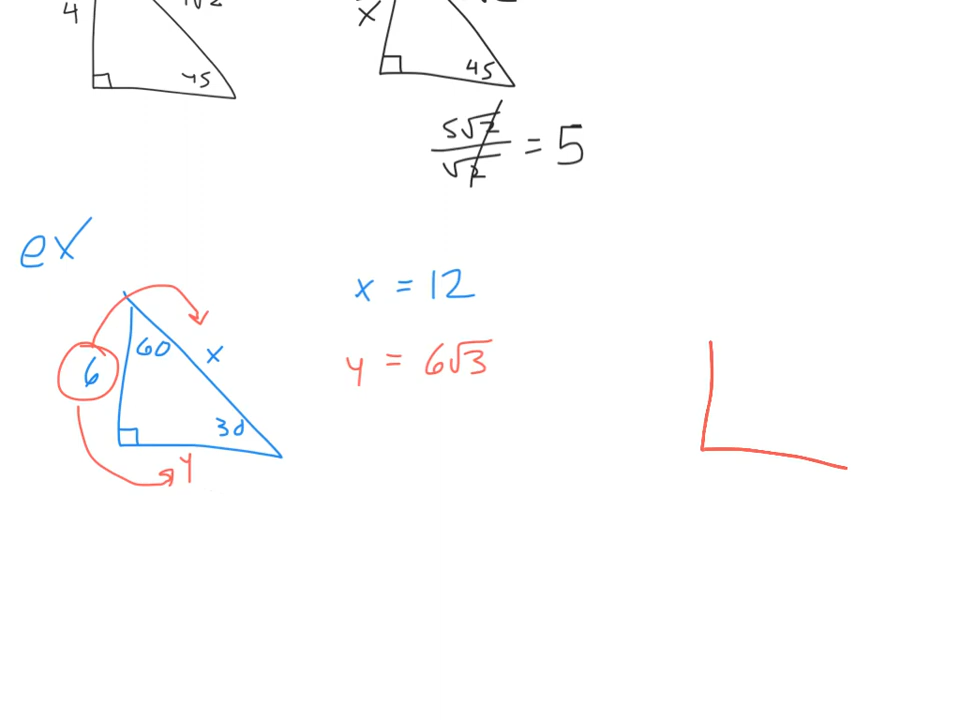 4
45
x
45
5√2
√2
= 5
ex
x = 12
60
x
6
y = 6√3
30
y